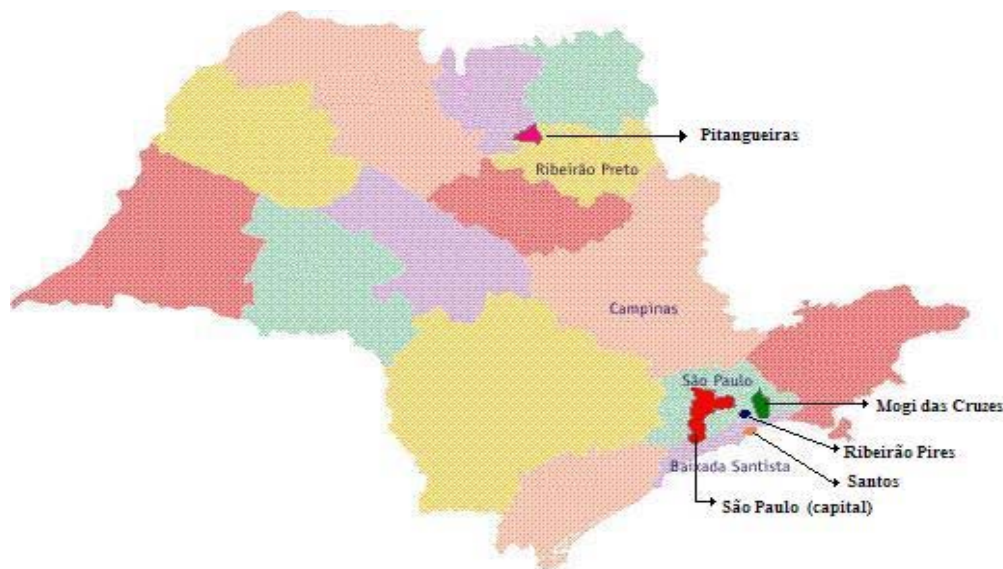 Pitangueiras
Ribeirão Preto
Campinas
São Paulo
Mogi das Cruzes
Ribeirão Pires
Baixada Santista
Santos
São Paulo (capital)